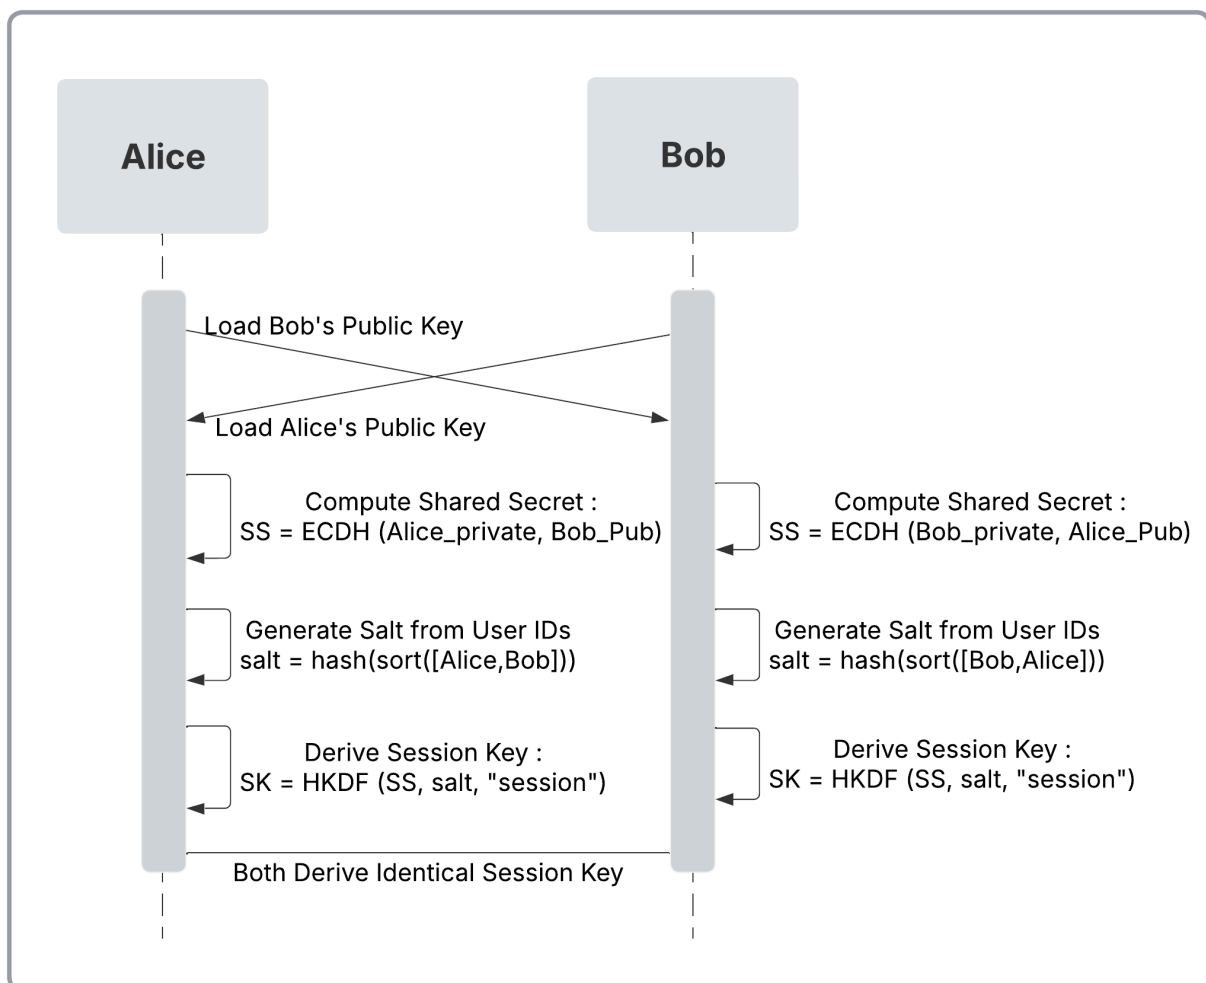 Alice
Bob
Load Bob's Public Key
Load Alice's Public Key
Compute Shared Secret :
SS = ECDH (Alice_private, Bob_Pub)
Compute Shared Secret :
SS = ECDH (Bob_private, Alice_Pub)
Generate Salt from User IDs
salt = hash(sort([Alice,Bob]))
Generate Salt from User IDs
salt = hash(sort([Bob,Alice]))
Derive Session Key :
SK = HKDF (SS, salt, "session")
Derive Session Key :
SK = HKDF (SS, salt, "session")
Both Derive Identical Session Key